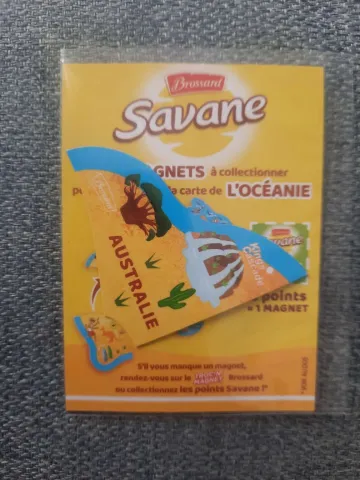 Brossard
Savane
GNETS à collectionner
la carte de L'OCÉANIE
AUSTRALIE
Kings
points
= 1 MAGNET
S'il vous manque un magnet,
rendez-vous sur le Brossard
ou collectionnez les points Savane !*